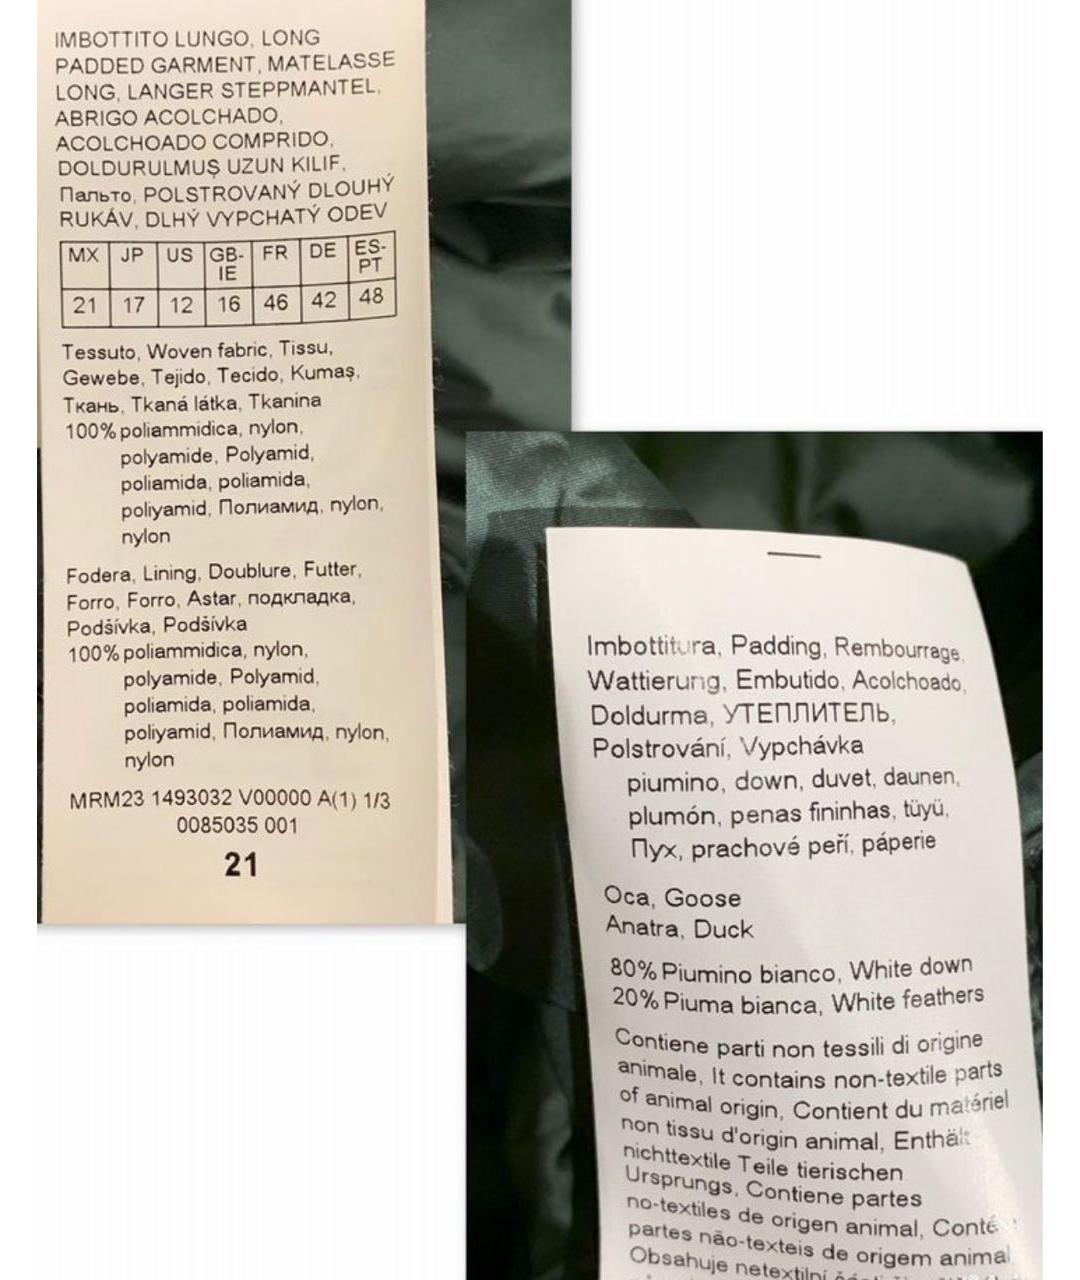 IMBOTTITO LUNGO, LONG
PADDED GARMENT, MATELASSE
LONG, LANGER STEPPMANTEL,
ABRIGO ACOLCHADO,
ACOLCHOADO COMPRIDO,
DOLDURULMUŞ UZUN KILIF,
Пальто, POLSTROVANÝ DLOUHÝ
RUKÁV, DLHÝ VYPCHATÝ ODEV
MX JP US GB-IE FR DE ES-PT
21 17 12 16 46 42 48
Tessuto, Woven fabric, Tissu,
Gewebe, Tejido, Tecido, Kumaş,
Ткань, Tkaná látka, Tkanina
100% poliammidica, nylon,
polyamide, Polyamid,
poliamida, poliamida,
poliyamid, Полиамид, nylon,
nylon
Fodera, Lining, Doublure, Futter,
Forro, Forro, Astar, подкладка,
Podšívka, Podšívka
100% poliammidica, nylon,
polyamide, Polyamid,
poliamida, poliamida,
poliyamid, Полиамид, nylon,
nylon
MRM23 1493032 V00000 A(1) 1/3
0085035 001
21
Imbottitura, Padding, Rembourrage,
Wattierung, Embutido, Acolchoado,
Doldurma, УТЕПЛИТЕЛЬ,
Polstrování, Vypchávka
piumino, down, duvet, daunen,
plumón, penas fininhas, tüyü,
Пух, prachové peří, páperie
Oca, Goose
Anatra, Duck
80% Piumino bianco, White down
20% Piuma bianca, White feathers
Contiene parti non tessili di origine
animale, It contains non-textile parts
of animal origin, Contient du matériel
non tissu d'origin animal, Enthält
nichttextile Teile tierischen
Ursprungs, Contiene partes
no-textiles de origen animal,
partes não-texteis de origem animal
Obsahuje netextilní